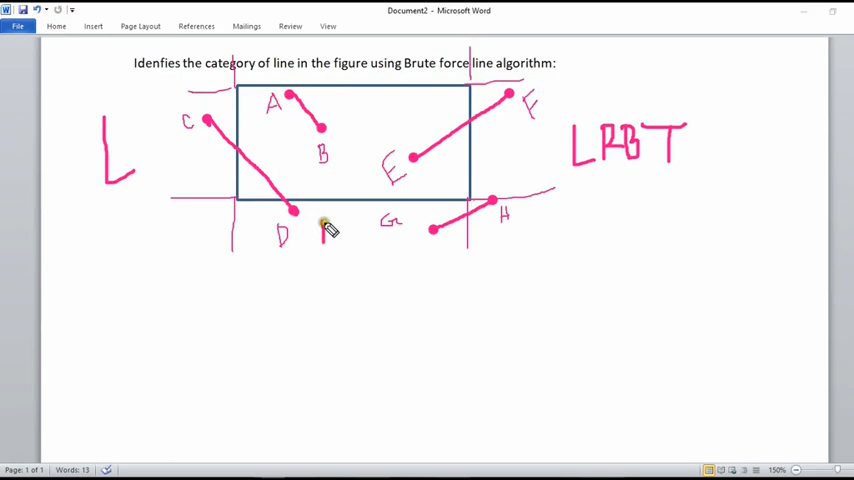 Document2 - Microsoft Word
File Home Insert Page Layout References Mailings Review View
Idenfies the category of line in the figure using Brute force line algorithm:
A
F
C
L
LRBT
B
E
G
H
D
Page: 1 of 1 Words: 13 150%